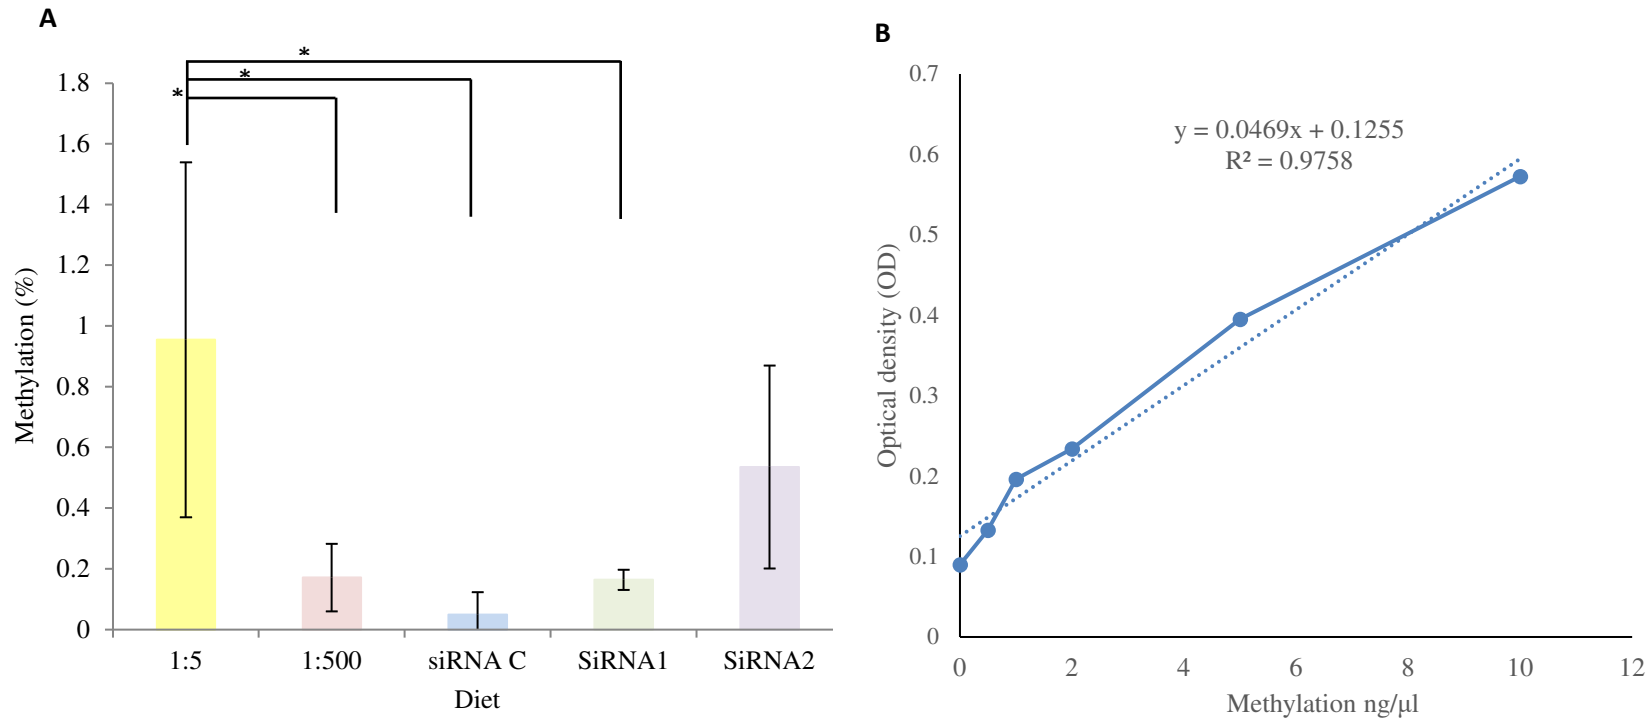 A
*
*
*
1.8
1.6
1.4
1.2
1
0.8
0.6
0.4
0.2
0
Methylation (%)
1:5 1:500 siRNA C SiRNA1 SiRNA2
Diet
B
0.7
0.6
0.5
0.4
0.3
0.2
0.1
0
Optical density (OD)
y = 0.0469x + 0.1255
R² = 0.9758
0 2 4 6 8 10 12
Methylation ng/µl